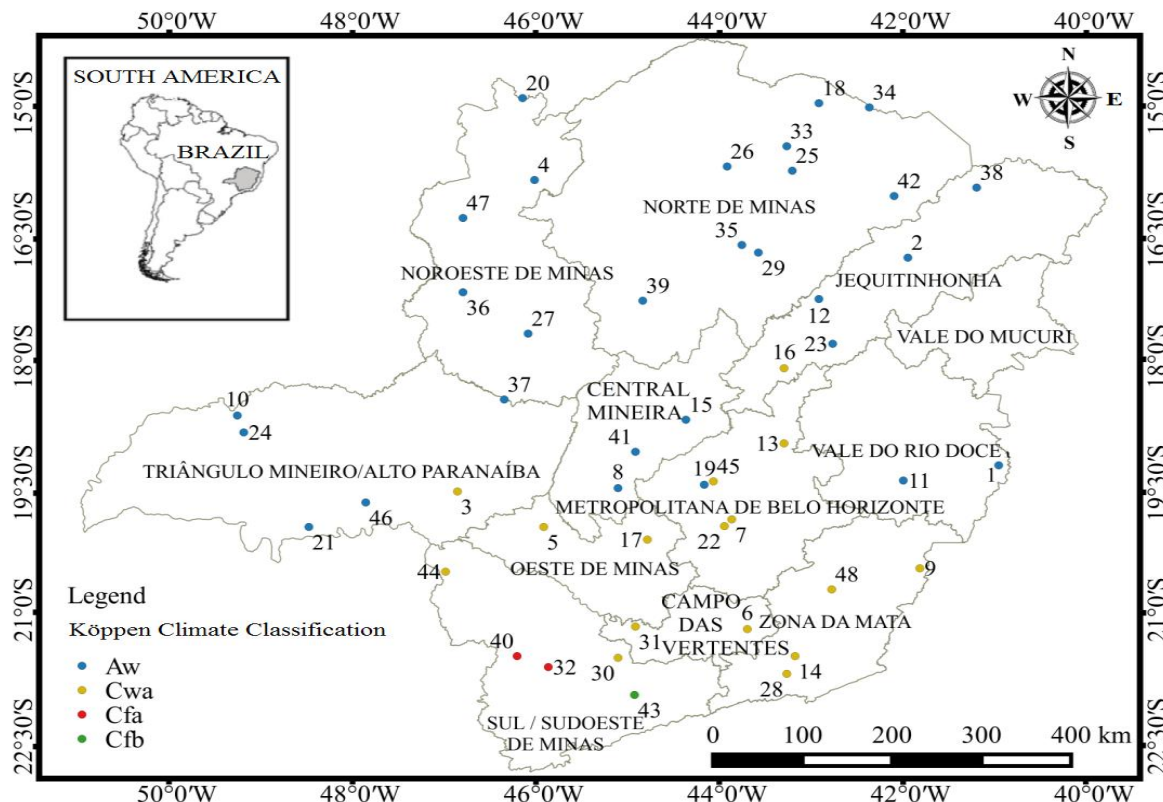 50°0'W 48°0'W 46°0'W 44°0'W 42°0'W 40°0'W
SOUTH AMERICA
BRAZIL
N
W E
S
15°0'S 15°0'S
16°30'S 16°30'S
18°0'S 18°0'S
19°30'S 19°30'S
21°0'S 21°0'S
22°30'S 22°30'S
20
18
34
33
26
25
4
38
42
47
NORTE DE MINAS
35
2
29
NOROESTE DE MINAS
JEQUITINHONHA
36
39
12
27
23
VALE DO MUCURI
16
37
CENTRAL
MINEIRA
15
10
24
41
13
VALE DO RIO DOCE
TRIÂNGULO MINEIRO/ALTO PARANAÍBA
8
19
45
11
1
46
3
METROPOLITANA DE BELO HORIZONTE
21
5
17
22
7
OESTE DE MINAS
44
9
48
CAMPO
DAS
VERTENTES
6
ZONA DA MATA
31
40
32
30
14
28
43
SUL / SUDOESTE
DE MINAS
Legend
Köppen Climate Classification
Aw
Cwa
Cfa
Cfb
0 100 200 300 400 km
50°0'W 48°0'W 46°0'W 44°0'W 42°0'W 40°0'W